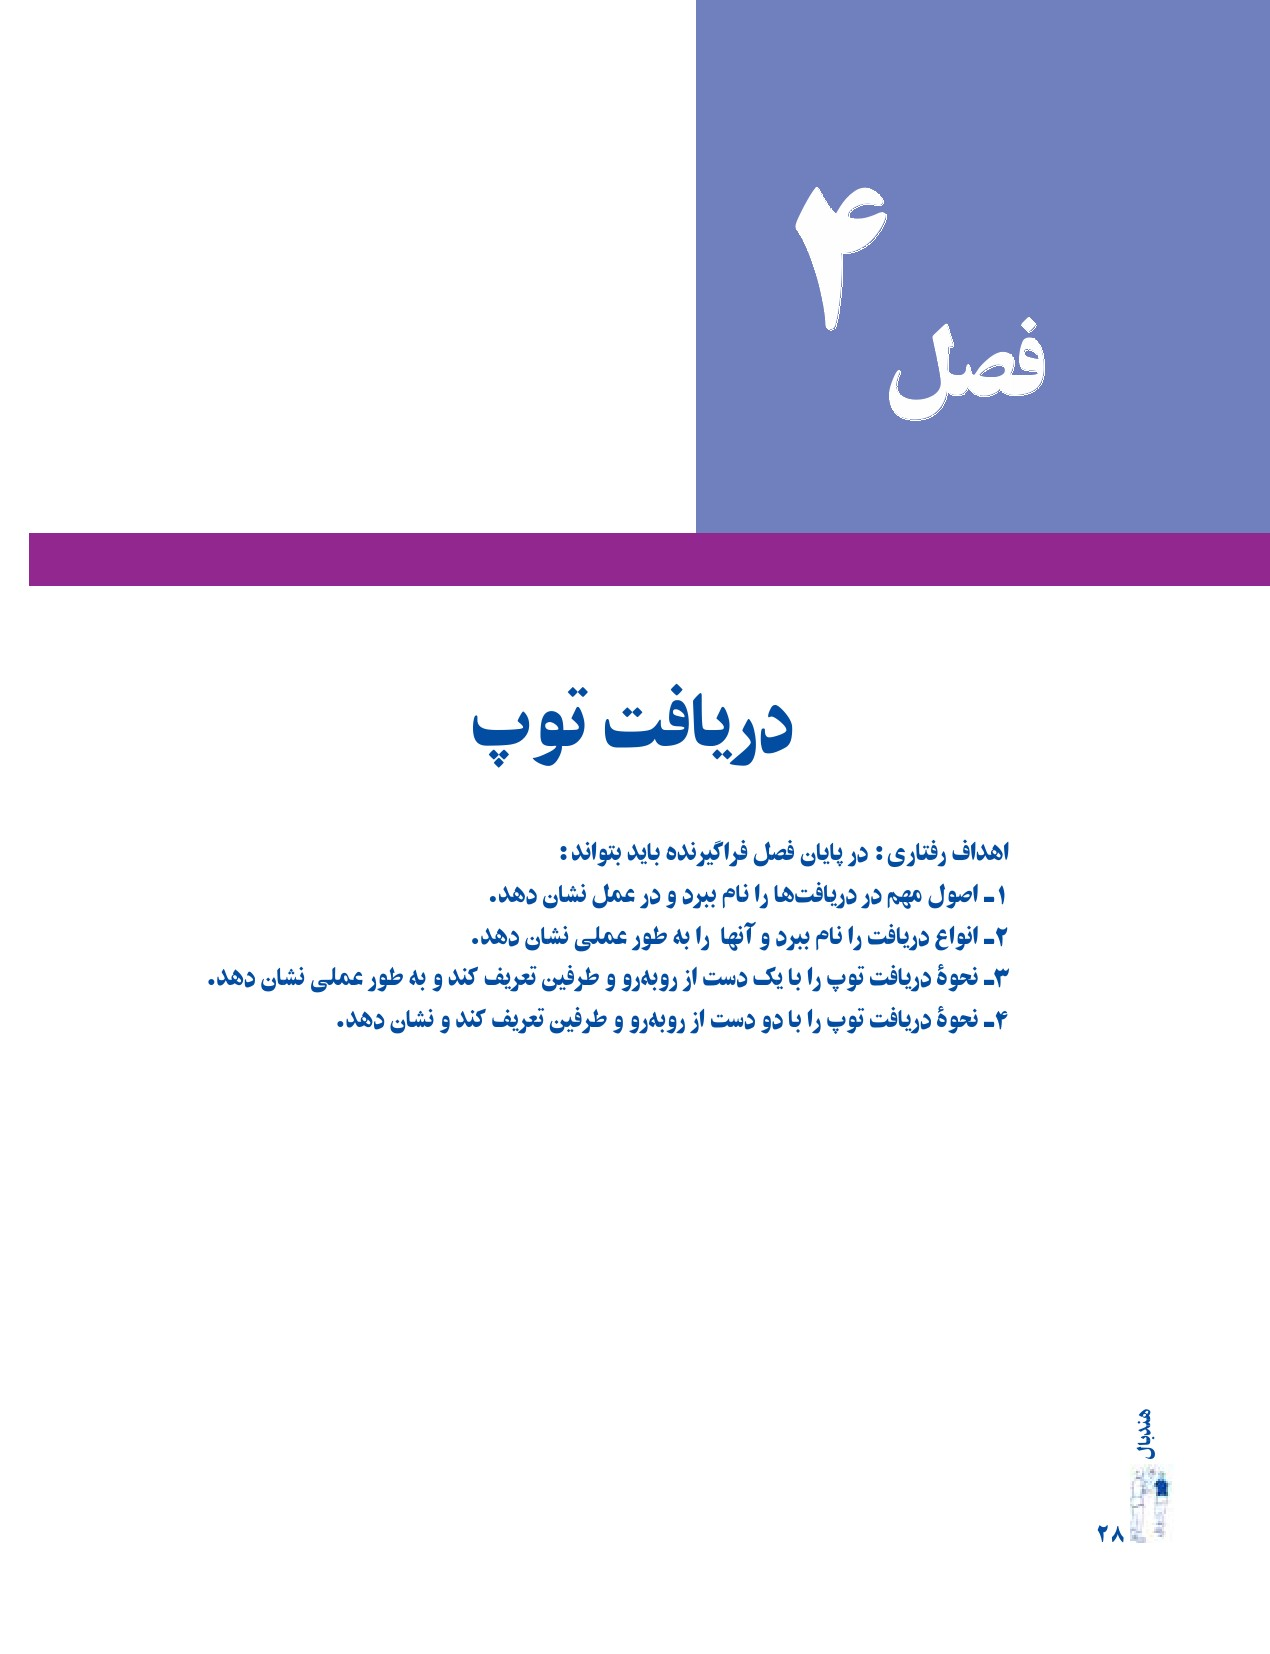 فصل ۴
دریافت توپ
اهداف رفتاری : در پایان فصل فراگیرنده باید بتواند :
۱ـ اصول مهم در دریافت‌ها را نام ببرد و در عمل نشان دهد.
۲ـ انواع دریافت را نام ببرد و آنها را به طور عملی نشان دهد.
۳ـ نحوهٔ دریافت توپ را با یک دست از روبه‌رو و طرفین تعریف کند و به طور عملی نشان دهد.
۴ـ نحوهٔ دریافت توپ را با دو دست از روبه‌رو و طرفین تعریف کند و نشان دهد.
هندبال
۲۸